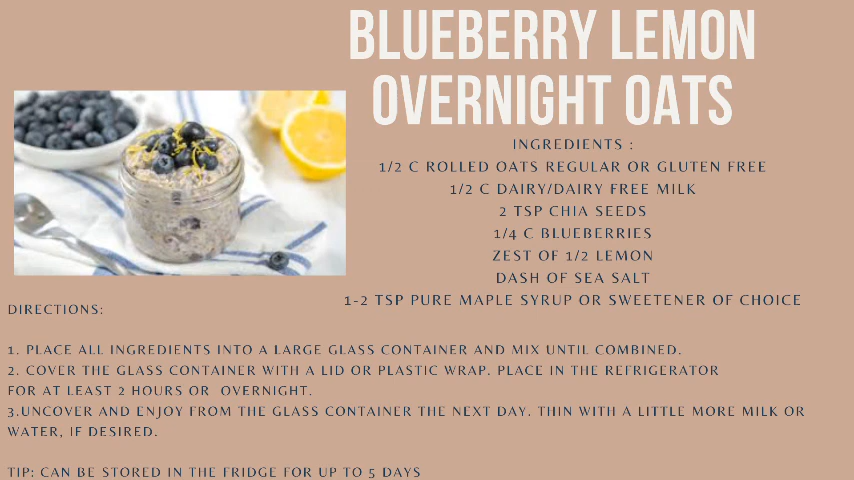 BLUEBERRY LEMON
OVERNIGHT OATS
INGREDIENTS :
1/2 C ROLLED OATS REGULAR OR GLUTEN FREE
1/2 C DAIRY/DAIRY FREE MILK
2 TSP CHIA SEEDS
1/4 C BLUEBERRIES
ZEST OF 1/2 LEMON
DASH OF SEA SALT
1-2 TSP PURE MAPLE SYRUP OR SWEETENER OF CHOICE
DIRECTIONS:
1. PLACE ALL INGREDIENTS INTO A LARGE GLASS CONTAINER AND MIX UNTIL COMBINED.
2. COVER THE GLASS CONTAINER WITH A LID OR PLASTIC WRAP. PLACE IN THE REFRIGERATOR
FOR AT LEAST 2 HOURS OR  OVERNIGHT.
3.UNCOVER AND ENJOY FROM THE GLASS CONTAINER THE NEXT DAY. THIN WITH A LITTLE MORE MILK OR
WATER, IF DESIRED.
TIP: CAN BE STORED IN THE FRIDGE FOR UP TO 5 DAYS